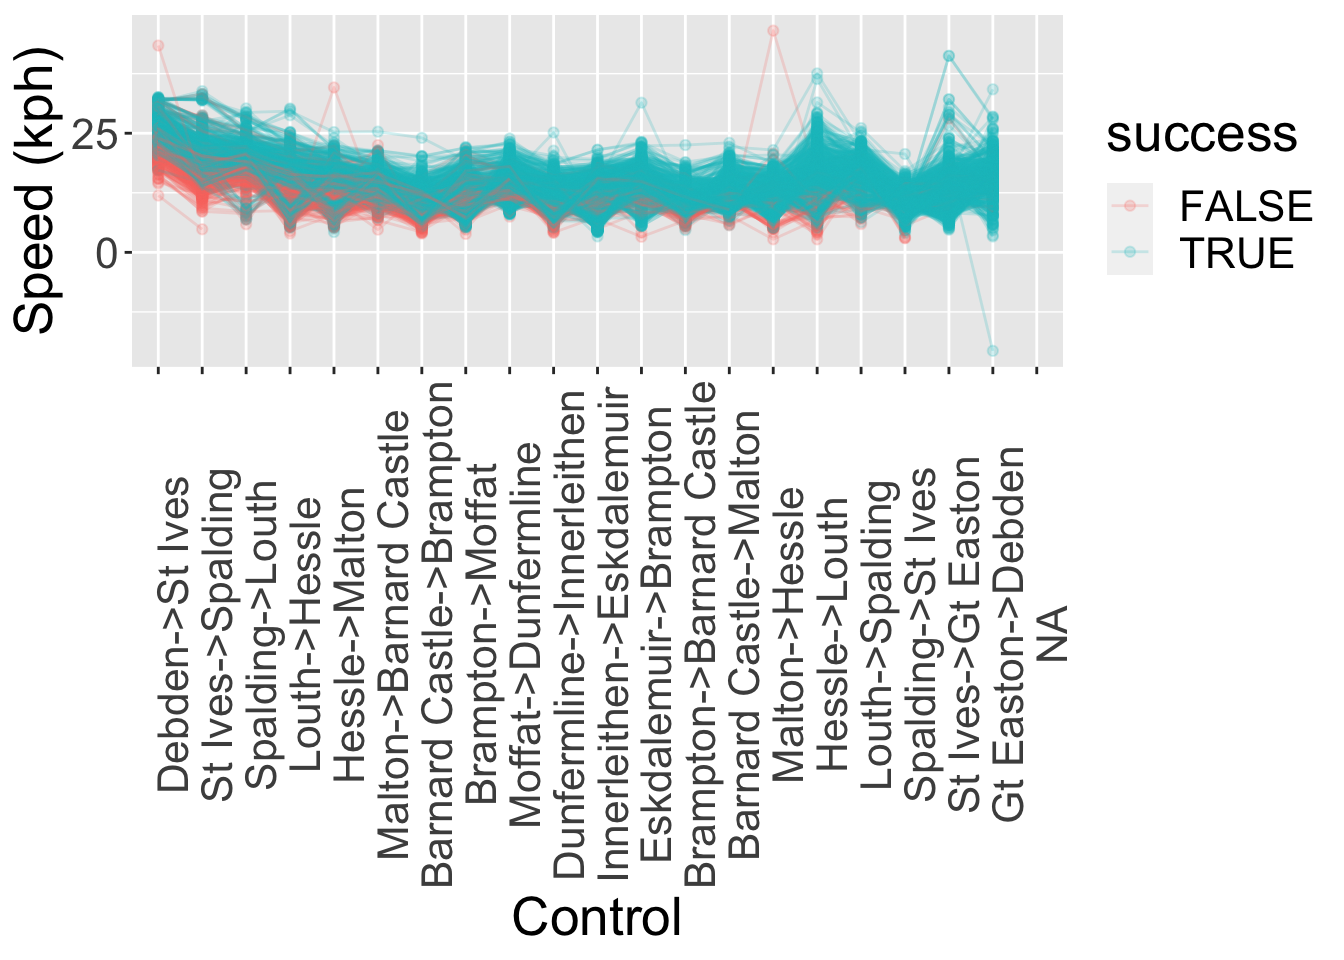 Speed (kph)
25
0
Debden->St Ives
St Ives->Spalding
Spalding->Louth
Louth->Hessle
Hessle->Malton
Malton->Barnard Castle
Barnard Castle->Brampton
Brampton->Moffat
Moffat->Dunfermline
Dunfermline->Innerleithen
Innerleithen->Eskdalemuir
Eskdalemuir->Brampton
Brampton->Barnard Castle
Barnard Castle->Malton
Malton->Hessle
Hessle->Louth
Louth->Spalding
Spalding->St Ives
St Ives->Gt Easton
Gt Easton->Debden
NA
Control
success
FALSE
TRUE